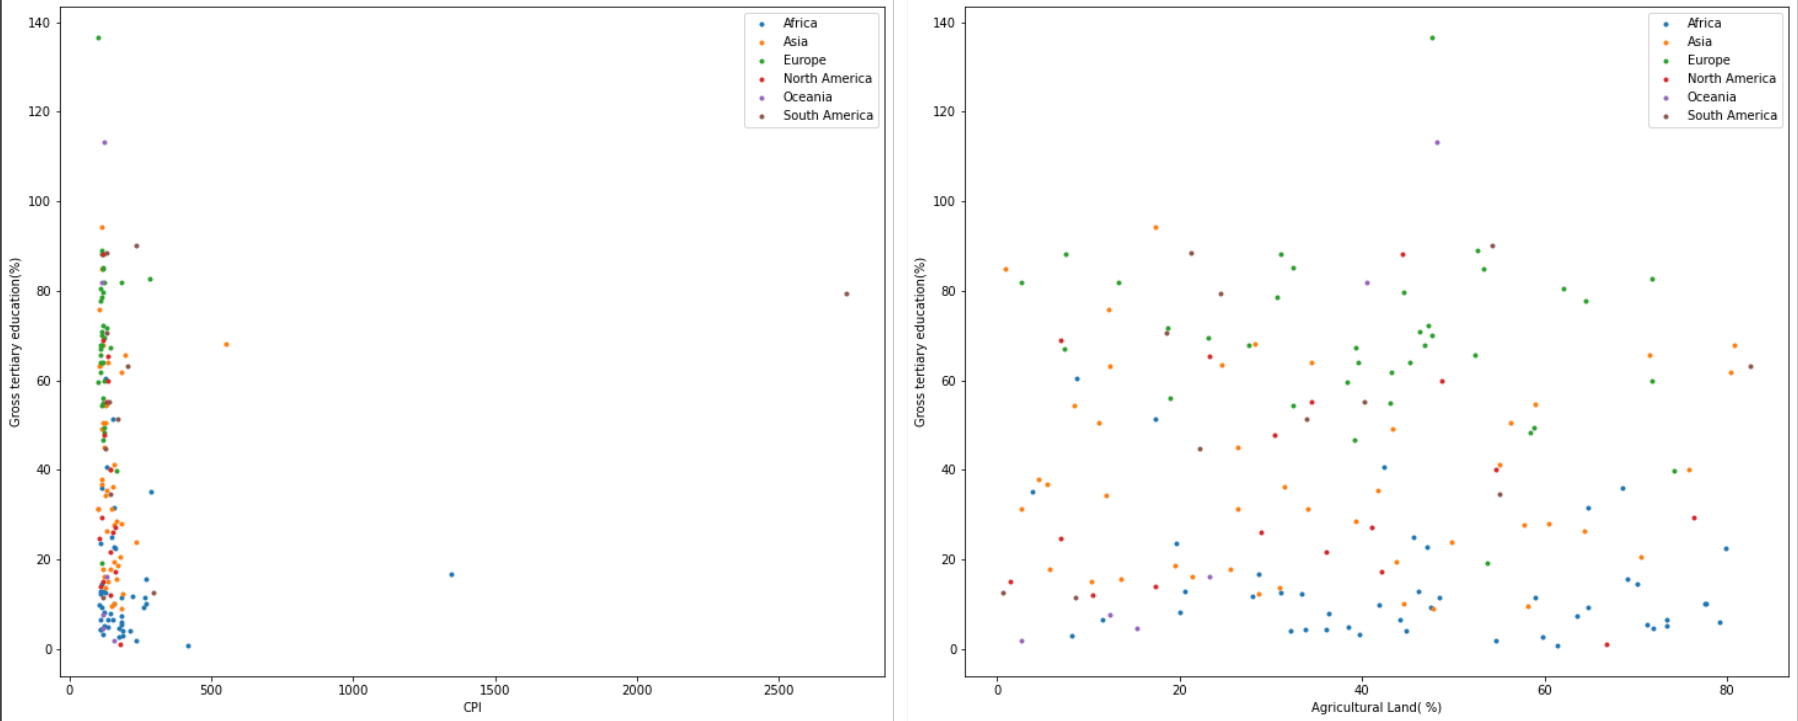 140
120
100
80
60
40
20
0
Gross tertiary education(%)
0 500 1000 1500 2000 2500
CPI
Africa
Asia
Europe
North America
Oceania
South America
140
120
100
80
60
40
20
0
Gross tertiary education(%)
0 20 40 60 80
Agricultural Land( %)
Africa
Asia
Europe
North America
Oceania
South America